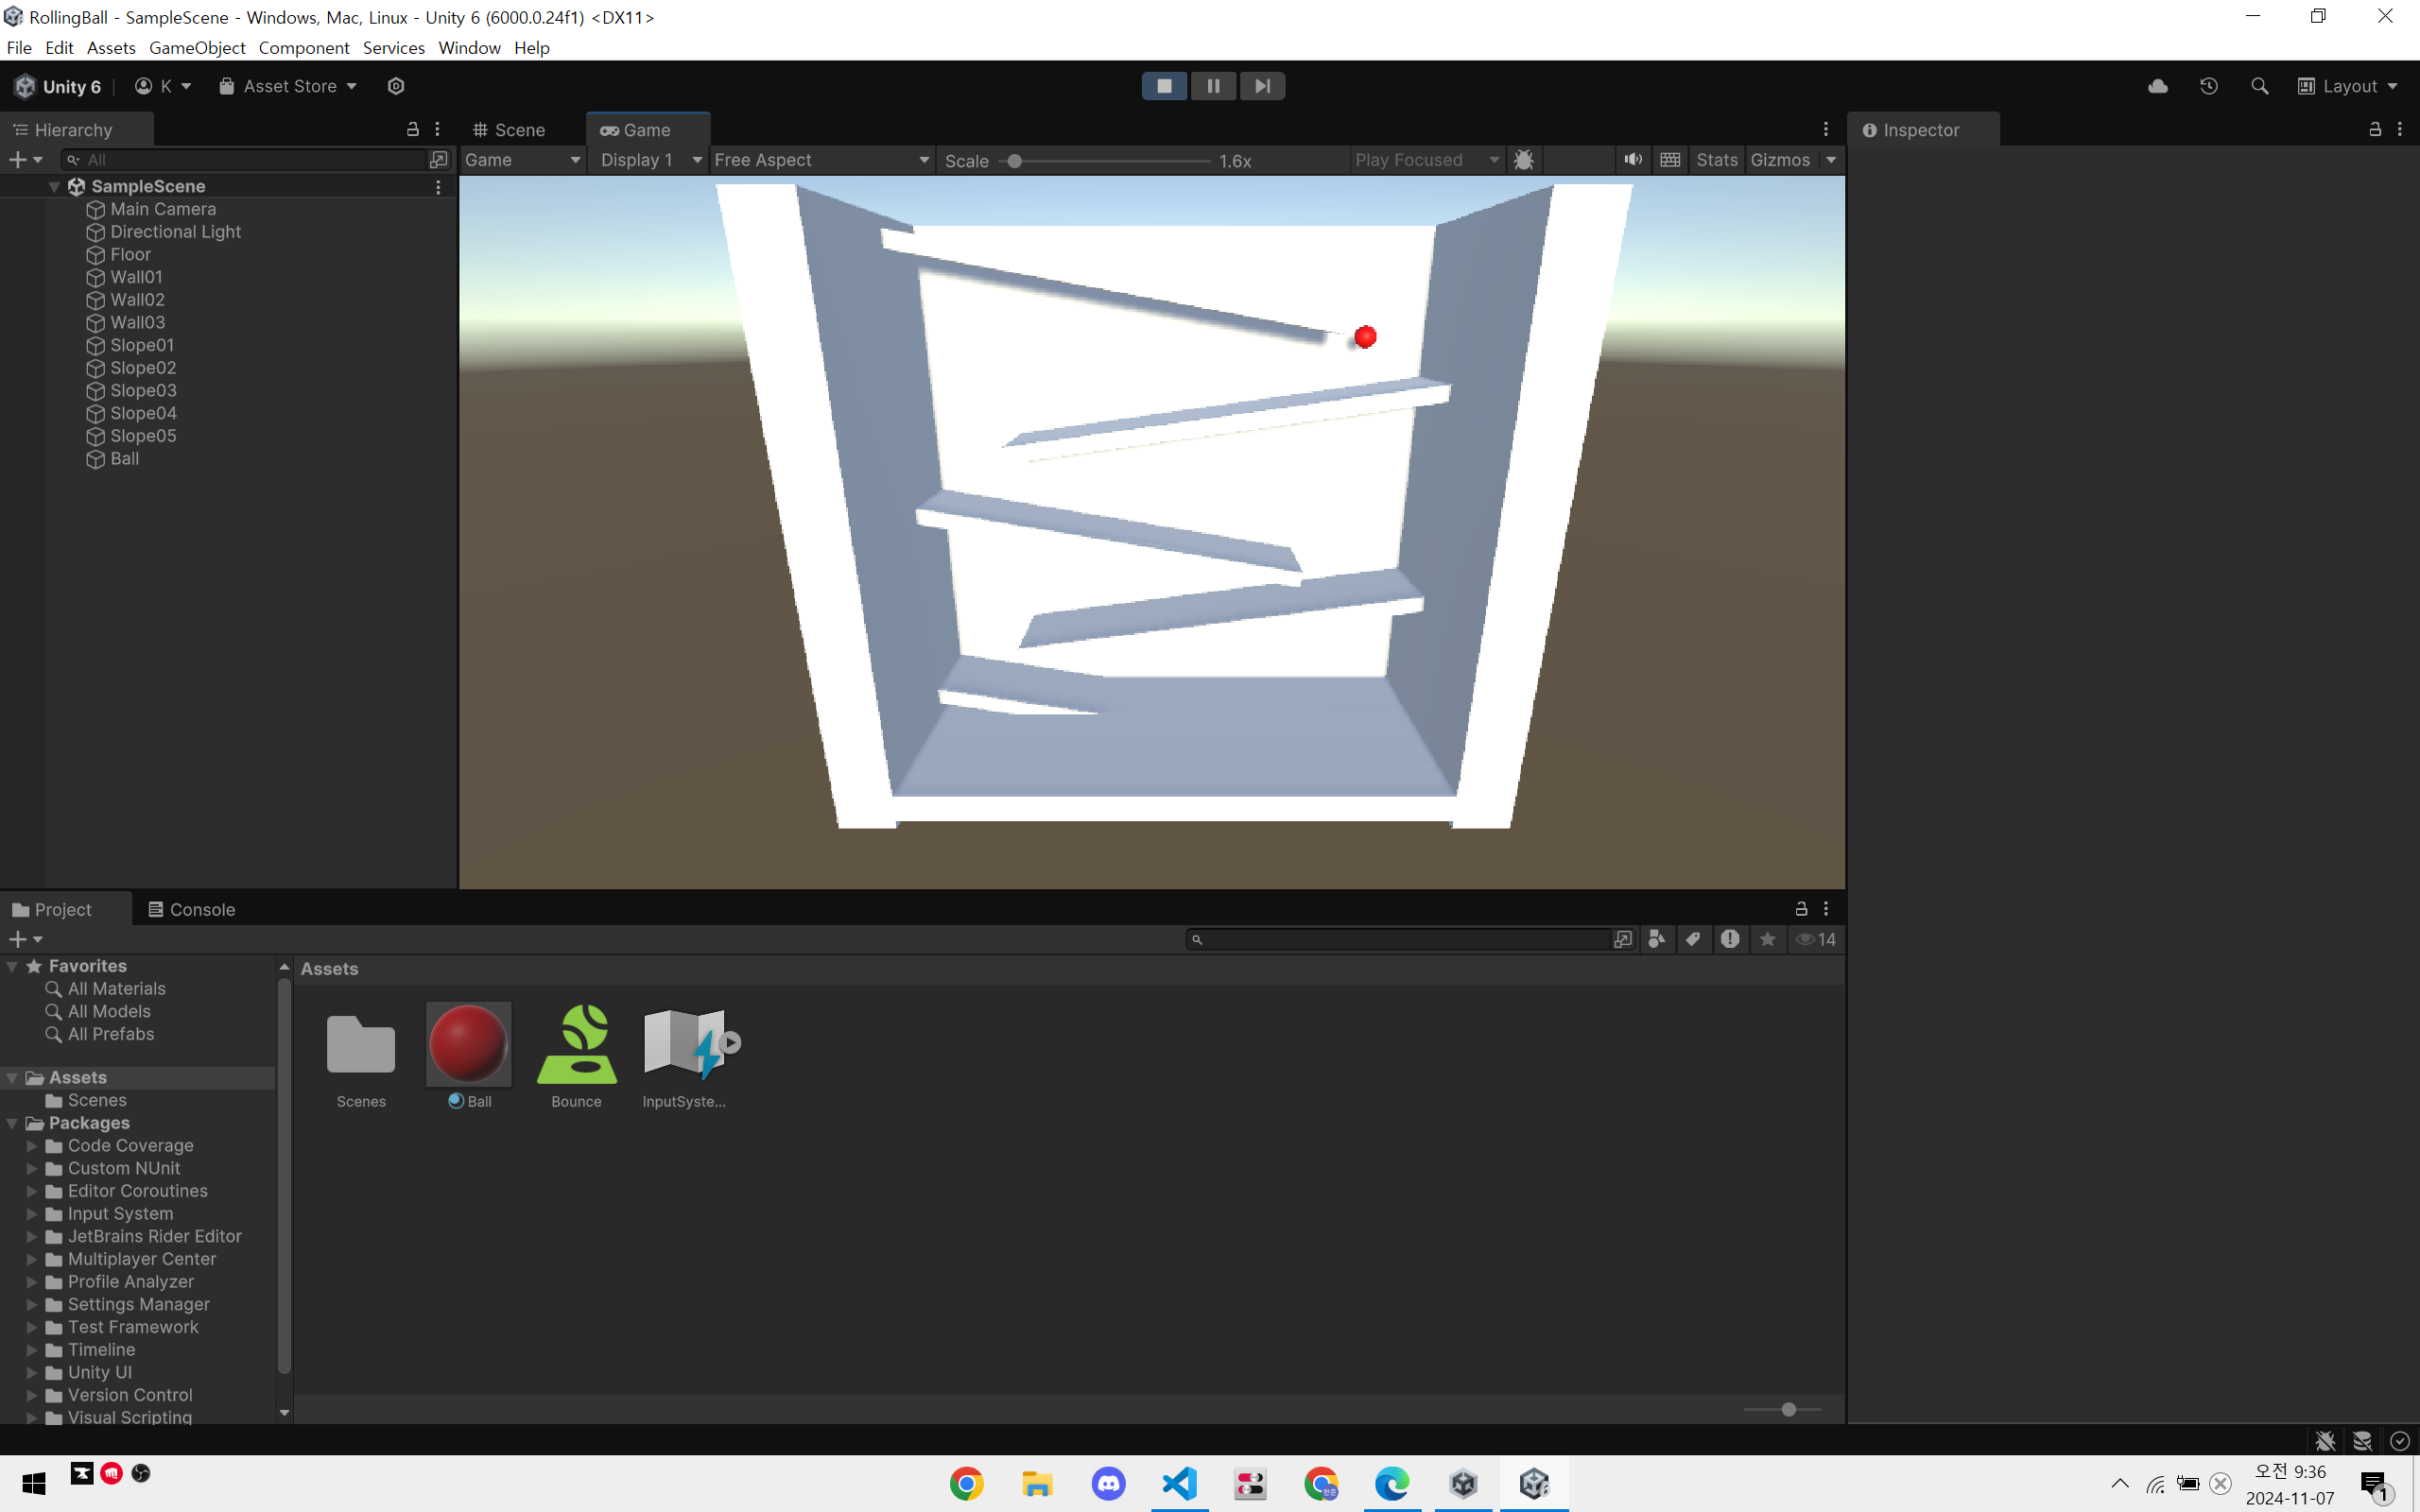 RollingBall - SampleScene - Windows, Mac, Linux - Unity 6 (6000.0.24f1) <DX11>
File Edit Assets GameObject Component Services Window Help
Unity 6 K Asset Store Layout
Hierarchy Scene Game Inspector
All Game Display 1 Free Aspect Scale 1.6x Play Focused Stats Gizmos
SampleScene
Main Camera
Directional Light
Floor
Wall01
Wall02
Wall03
Slope01
Slope02
Slope03
Slope04
Slope05
Ball
Project Console
14
Favorites
All Materials
All Models
All Prefabs
Assets
Scenes
Packages
Code Coverage
Custom NUnit
Editor Coroutines
Input System
JetBrains Rider Editor
Multiplayer Center
Profile Analyzer
Settings Manager
Test Framework
Timeline
Unity UI
Version Control
Visual Scripting
Assets
Scenes Ball Bounce InputSyste...
오전 9:36
2024-11-07
1